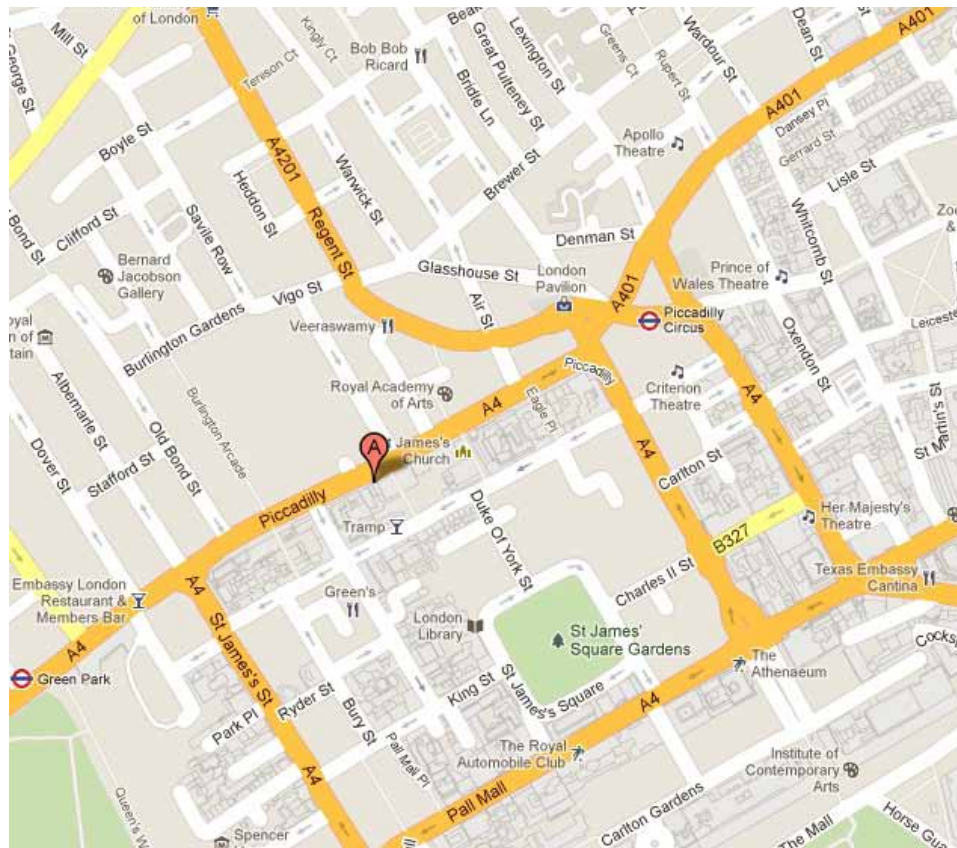 of London
Mill St
George St
Tenison Ct
Kingly Ct
Bob Bob
Ricard
Lexington St
Great Pulteney St
Bridle Ln
Greens Ct
Rupert St
Wardour St
Dean St
A401
A401
Dansey Pl
Gerrard St
Lisle St
Boyle St
A4201
Regent St
Warwick St
Heddon St
Brewer St
Apollo
Theatre
Whitcomb St
Clifford St
Savile Row
Bond St
Bernard
Jacobson
Gallery
Vigo St
Burlington Gardens
Glasshouse St
Denman St
London
Pavilion
A401
Prince of
Wales Theatre
Piccadilly
Circus
Veeraswamy
Air St
Oxendon St
Albemarle St
Royal Academy
of Arts
A4
Eagle Pl
Piccadilly
Criterion
Theatre
A4
Burlington Arcade
Old Bond St
Dover St
Stafford St
A
t James's
Church
A4
Carlton St
St Martin's St
St M
Piccadilly
Tramp
Duke Of York St
Her Majesty's
Theatre
B327
Texas Embassy
Cantina
Charles II St
Embassy London
Restaurant &
Members Bar
A4
St James's St
Green's
London
Library
St James'
Square Gardens
A4
Green Park
Ryder St
Park Pl
Bury St
King St
St James's Square
The
Athenaeum
A4
Cocksp
Pall Mall Pl
The Royal
Automobile Club
Institute of
Contemporary
Arts
A4
Pall Mall
Spencer
Carlton Gardens
The Mall
Horse Gua
Queen's W